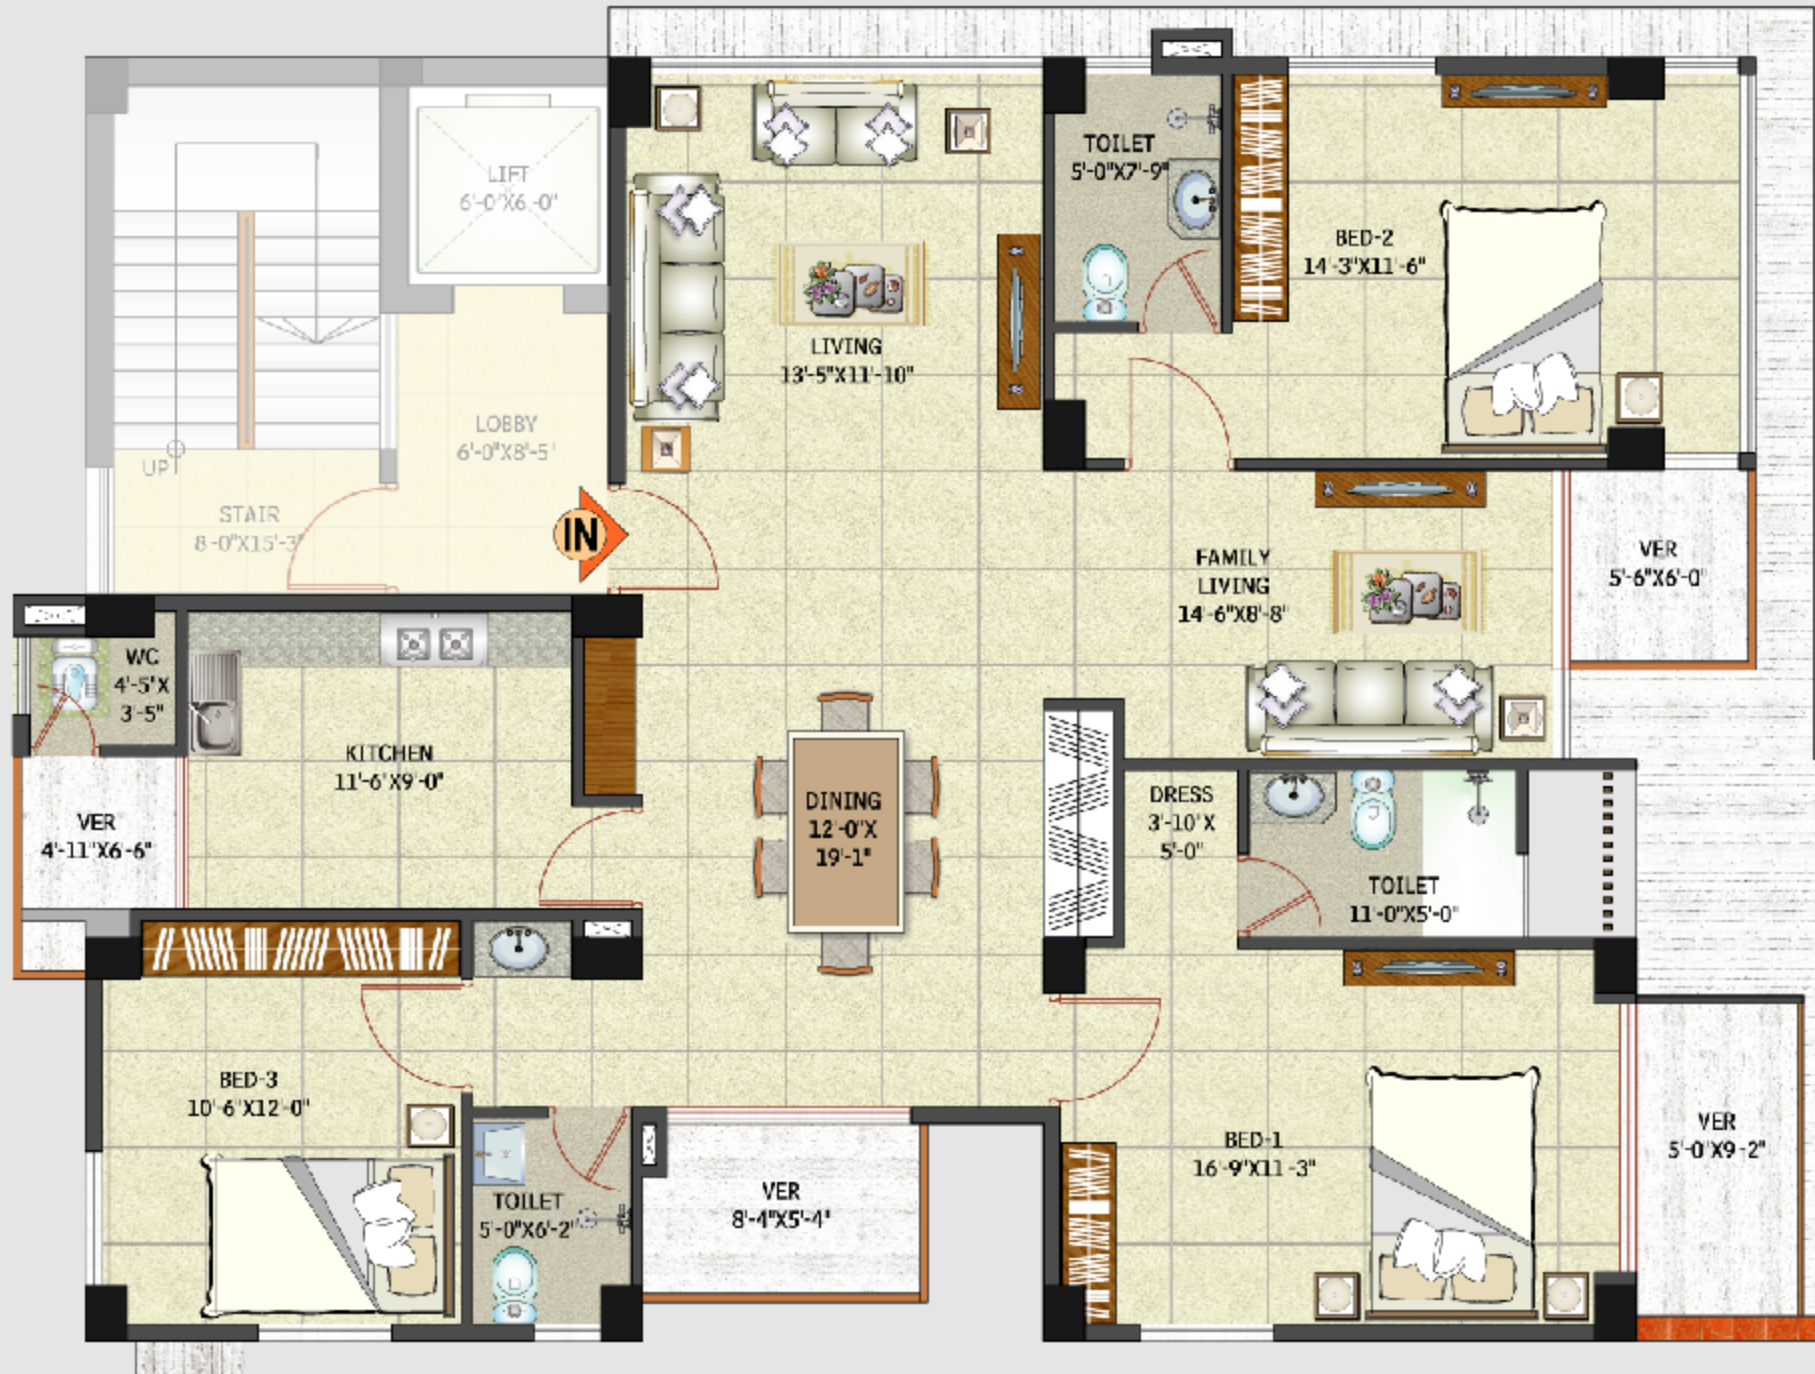 LIFT
6'-0"X6'-0"
TOILET
5'-0"X7'-9"
BED-2
14'-3"X11'-6"
LIVING
13'-5"X11'-10"
LOBBY
6'-0"X8'-5"
UP
STAIR
8'-0"X15'-3"
IN
FAMILY
LIVING
14'-6"X8'-8"
VER
5'-6"X6'-0"
WC
4'-5"X
3'-5"
KITCHEN
11'-6"X9'-0"
DINING
12'-0"X
19'-1"
DRESS
3'-10"X
5'-0"
VER
4'-11"X6'-6"
TOILET
11'-0"X5'-0"
BED-3
10'-6"X12'-0"
BED-1
16'-9"X11'-3"
VER
5'-0"X9'-2"
TOILET
5'-0"X6'-2"
VER
8'-4"X5'-4"